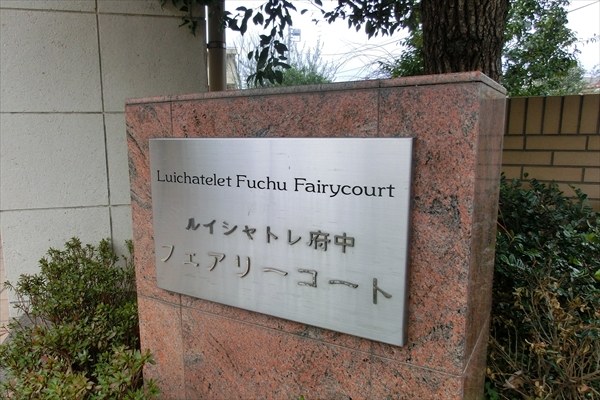 Luichatelet Fuchu Fairycourt
ルイシャトレ府中
フェアリーコート